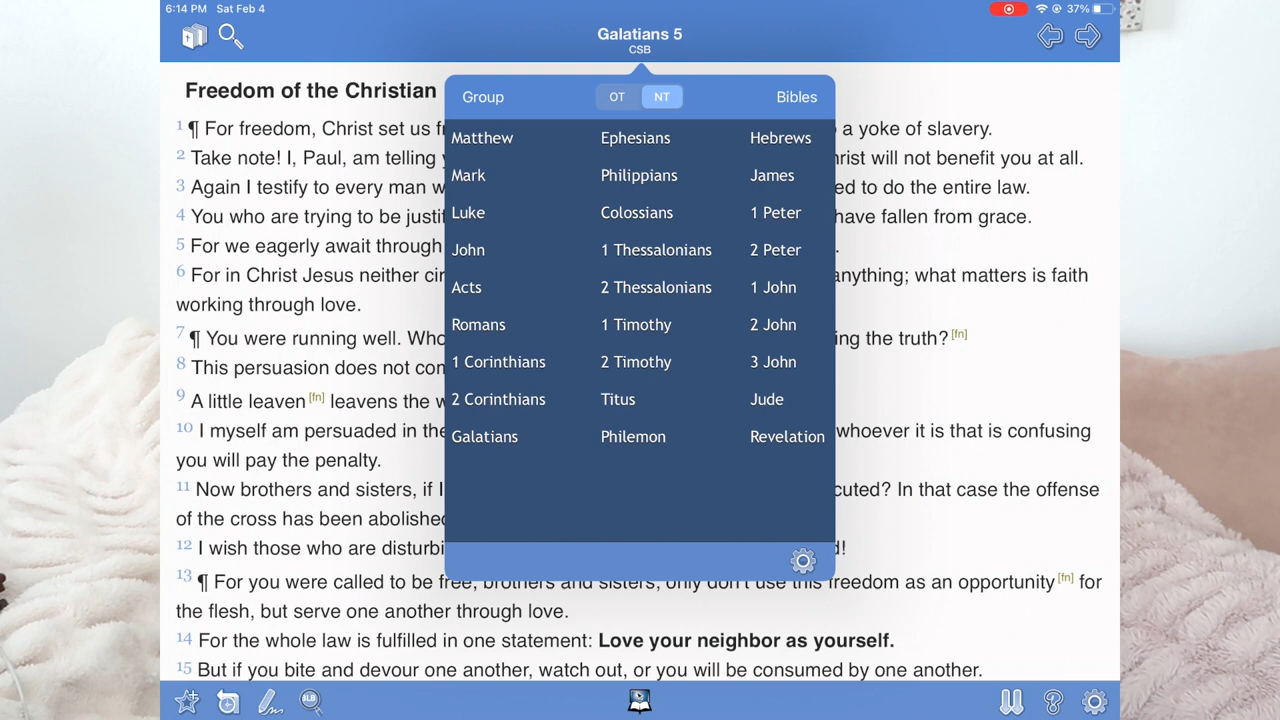 6:14 PM Sat Feb 4
37%
Galatians 5
CSB
Group OT NT Bibles
Matthew Ephesians Hebrews
Mark Philippians James
Luke Colossians 1 Peter
John 1 Thessalonians 2 Peter
Acts 2 Thessalonians 1 John
Romans 1 Timothy 2 John
1 Corinthians 2 Timothy 3 John
2 Corinthians Titus Jude
Galatians Philemon Revelation
Freedom of the Christian
1 ¶ For freedom, Christ set us a yoke of slavery.
2 Take note! I, Paul, am telling will not benefit you at all.
3 Again I testify to every man to do the entire law.
4 You who are trying to be have fallen from grace.
5 For we eagerly await through
6 For in Christ Jesus neither anything; what matters is faith
working through love.
7 ¶ You were running well. the truth? [fn]
8 This persuasion does not
9 A little leaven [fn] leavens the
10 I myself am persuaded in whoever it is that is confusing
you will pay the penalty.
11 Now brothers and sisters, if I In that case the offense
of the cross has been
12 I wish those who are
13 ¶ For you were called to be free, brothers and sisters, only don't use this freedom as an opportunity [fn] for
the flesh, but serve one another through love.
14 For the whole law is fulfilled in one statement: Love your neighbor as yourself.
15 But if you bite and devour one another, watch out, or you will be consumed by one another.
BLB